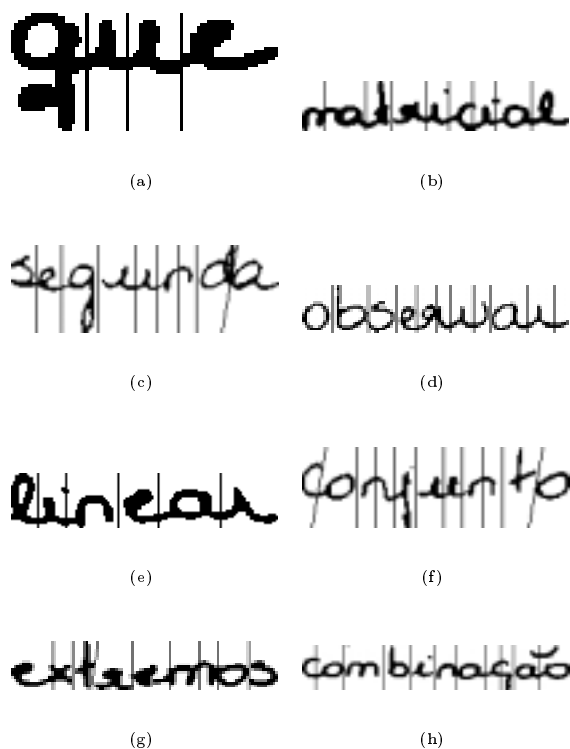 que
matricial
(a)
(b)
segunda
observar
(c)
(d)
linear
conjunto
(e)
(f)
extremos
combinação
(g)
(h)